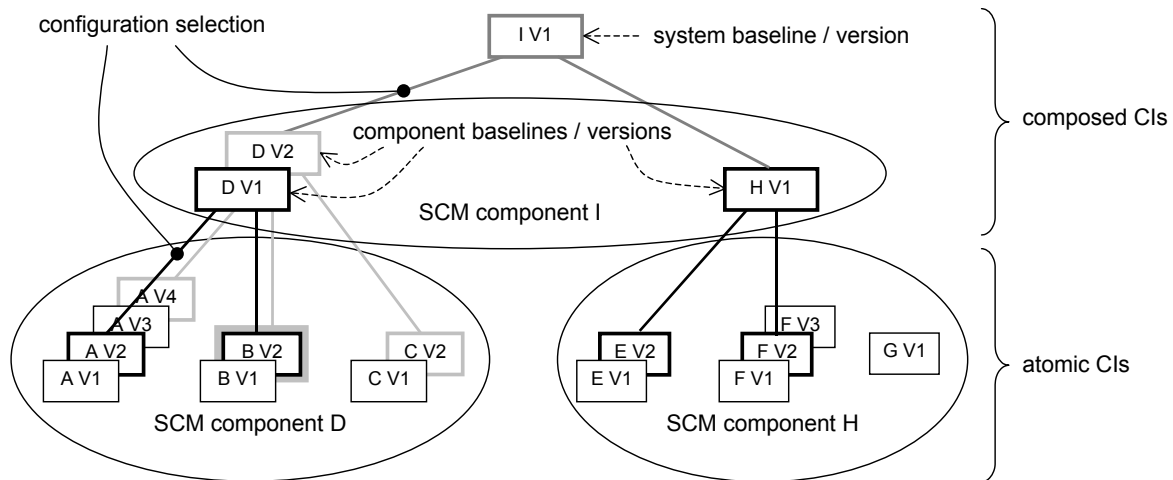 configuration selection
I V1
system baseline / version
composed CIs
component baselines / versions
D V2
D V1
H V1
SCM component I
A V4
A V3
F V3
A V2
B V2
C V2
E V2
F V2
G V1
A V1
B V1
C V1
E V1
F V1
atomic CIs
SCM component D
SCM component H